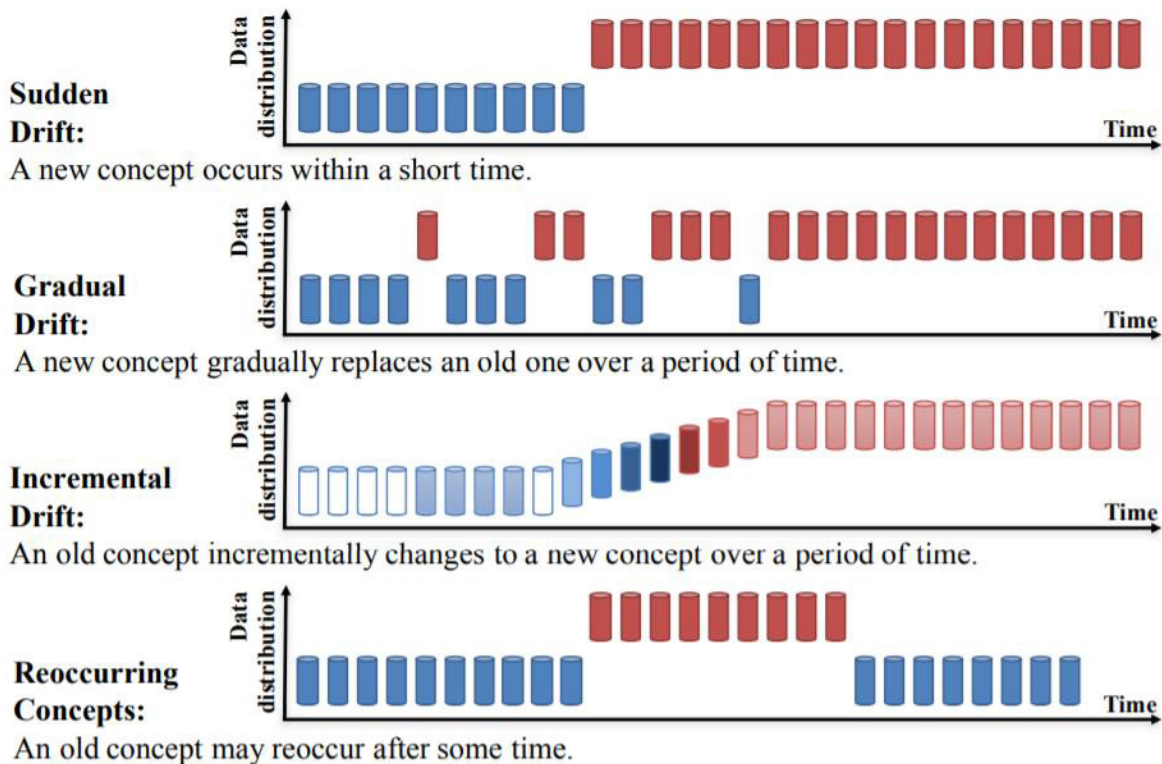 Data
distribution
Sudden
Drift:
Time
A new concept occurs within a short time.
Data
distribution
Gradual
Drift:
Time
A new concept gradually replaces an old one over a period of time.
Data
distribution
Incremental
Drift:
Time
An old concept incrementally changes to a new concept over a period of time.
Data
distribution
Reoccurring
Concepts:
Time
An old concept may reoccur after some time.